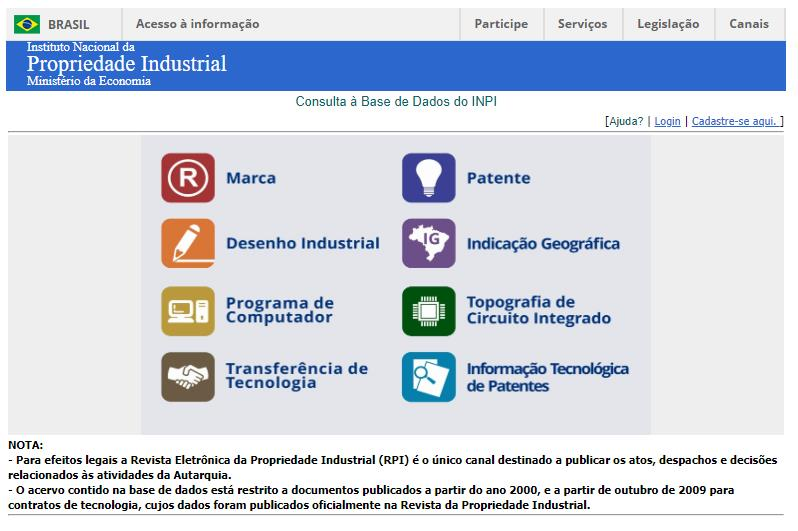 BRASIL Acesso à informação Participe Serviços Legislação Canais
Instituto Nacional da
Propriedade Industrial
Ministério da Economia
Consulta à Base de Dados do INPI
[Ajuda? | Login | Cadastre-se aqui. ]
R Marca
Patente
Desenho Industrial
IG Indicação Geográfica
Programa de
Computador
Topografia de
Circuito Integrado
Transferência de
Tecnologia
Informação Tecnológica
de Patentes
NOTA:
- Para efeitos legais a Revista Eletrônica da Propriedade Industrial (RPI) é o único canal destinado a publicar os atos, despachos e decisões
relacionados às atividades da Autarquia.
- O acervo contido na base de dados está restrito a documentos publicados a partir do ano 2000, e a partir de outubro de 2009 para
contratos de tecnologia, cujos dados foram publicados oficialmente na Revista da Propriedade Industrial.